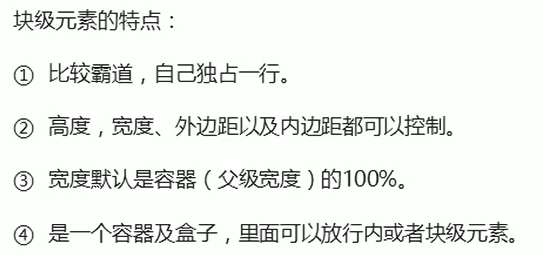 块级元素的特点：
① 比较霸道，自己独占一行。
② 高度，宽度、外边距以及内边距都可以控制。
③ 宽度默认是容器（父级宽度）的100%。
④ 是一个容器及盒子，里面可以放行内或者块级元素。